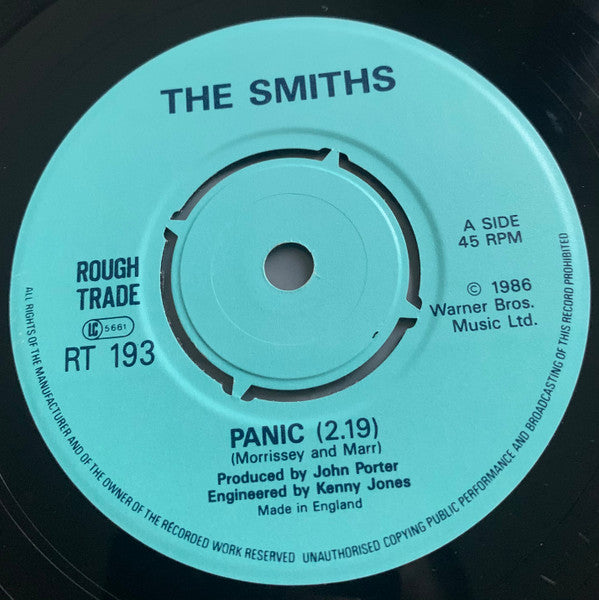 THE SMITHS
A SIDE
45 RPM
ROUGH
TRADE
LC 5661
RT 193
© 1986
Warner Bros.
Music Ltd.
PANIC (2.19)
(Morrissey and Marr)
Produced by John Porter
Engineered by Kenny Jones
Made in England
ALL RIGHTS OF THE MANUFACTURER AND OF THE OWNER OF THE RECORDED WORK RESERVED UNAUTHORISED COPYING PUBLIC PERFORMANCE AND BROADCASTING OF THIS RECORD PROHIBITED